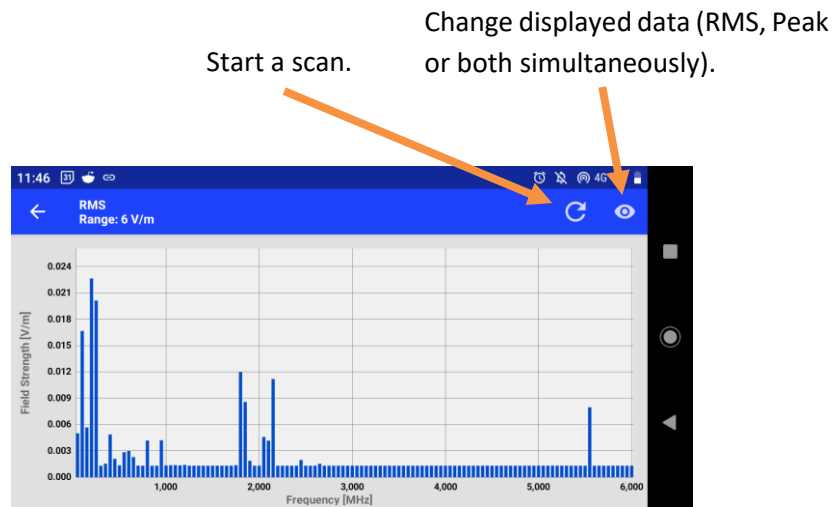 Change displayed data (RMS, Peak
or both simultaneously).
Start a scan.
11:46 31 4G
RMS
Range: 6 V/m
Field Strength [V/m]
0.024
0.021
0.018
0.015
0.012
0.009
0.006
0.003
0.000
1,000 2,000 3,000 4,000 5,000 6,000
Frequency [MHz]